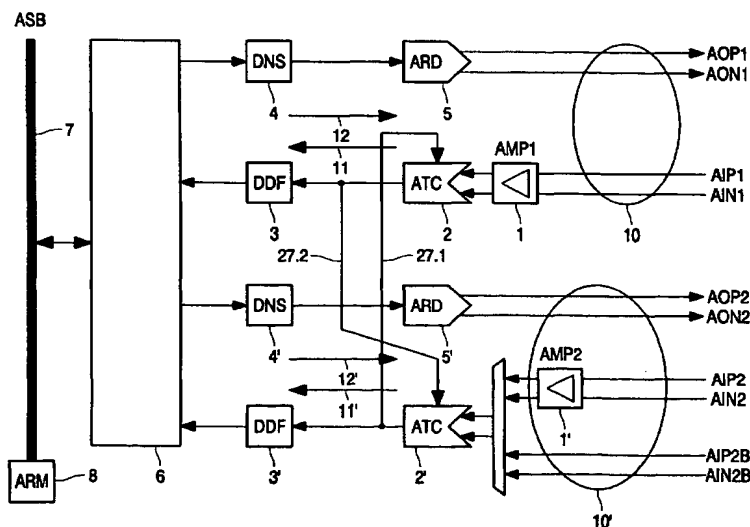 ASB
DNS
ARD
AOP1
AON1
7
4
5
12
AMP1
11
DDF
ATC
AIP1
AIN1
3
2
1
10
27.2
27.1
DNS
ARD
AOP2
AON2
4'
5'
AMP2
12'
11'
AIP2
AIN2
1'
DDF
ATC
AIP2B
AIN2B
ARM
8
6
3'
2'
10'